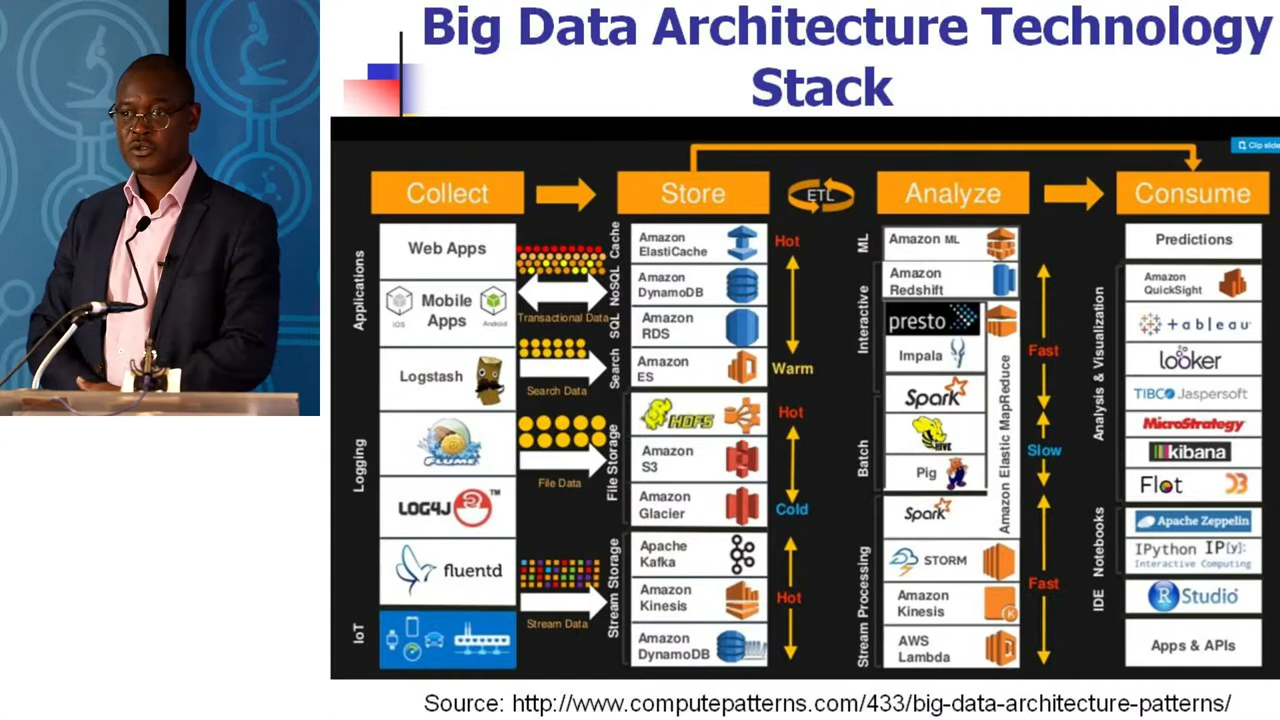 Big Data Architecture Technology
Stack
Clip slide
Collect
Store
ETL
Analyze
Consume
Applications
Web Apps
iOS
Mobile
Apps
Android
Logging
Logstash
FLUME
LOG4J™
fluentd
IoT
Transactional Data
Search Data
File Data
Stream Data
Cache
Amazon
ElastiCache
NoSQL
Amazon
DynamoDB
SQL
Amazon
RDS
Search
Amazon
ES
File Storage
HDFS
Amazon
S3
Amazon
Glacier
Stream Storage
Apache
Kafka
Amazon
Kinesis
Amazon
DynamoDB
Hot
Warm
Hot
Cold
Hot
ML
Amazon ML
Interactive
Amazon
Redshift
presto
Impala
Spark
Batch
HIVE
Pig
Amazon Elastic MapReduce
Stream Processing
Spark
STORM
Amazon
Kinesis
AWS
Lambda
Fast
Slow
Fast
Predictions
Analysis & Visualization
Amazon
QuickSight
+ableau
looker
TIBCO Jaspersoft
MicroStrategy
kibana
Flot
D3
Notebooks
Apache Zeppelin
IPython IP[y]:
Interactive Computing
IDE
R Studio
Apps & APIs
Source: http://www.computepatterns.com/433/big-data-architecture-patterns/